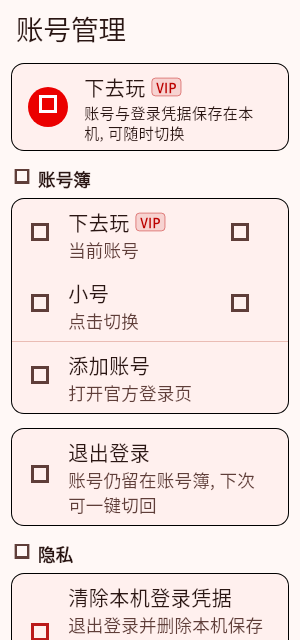 账号管理
下去玩 VIP
账号与登录凭据保存在本
机, 可随时切换
账号簿
下去玩 VIP
当前账号
小号
点击切换
添加账号
打开官方登录页
退出登录
账号仍留在账号簿, 下次
可一键切回
隐私
清除本机登录凭据
退出登录并删除本机保存